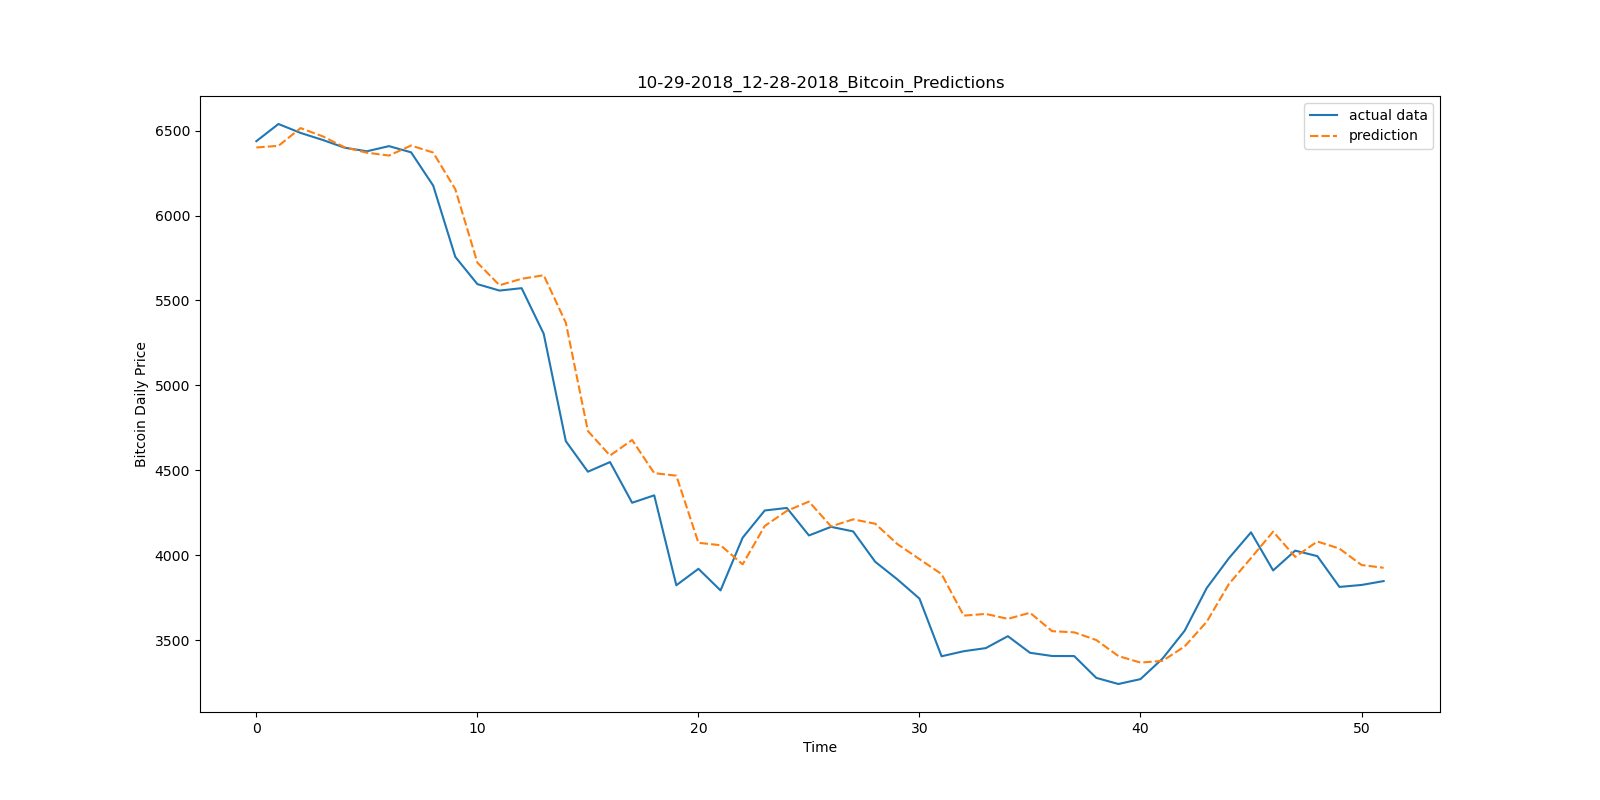 10-29-2018_12-28-2018_Bitcoin_Predictions
actual data
prediction
Bitcoin Daily Price
6500
6000
5500
5000
4500
4000
3500
0 10 20 30 40 50
Time